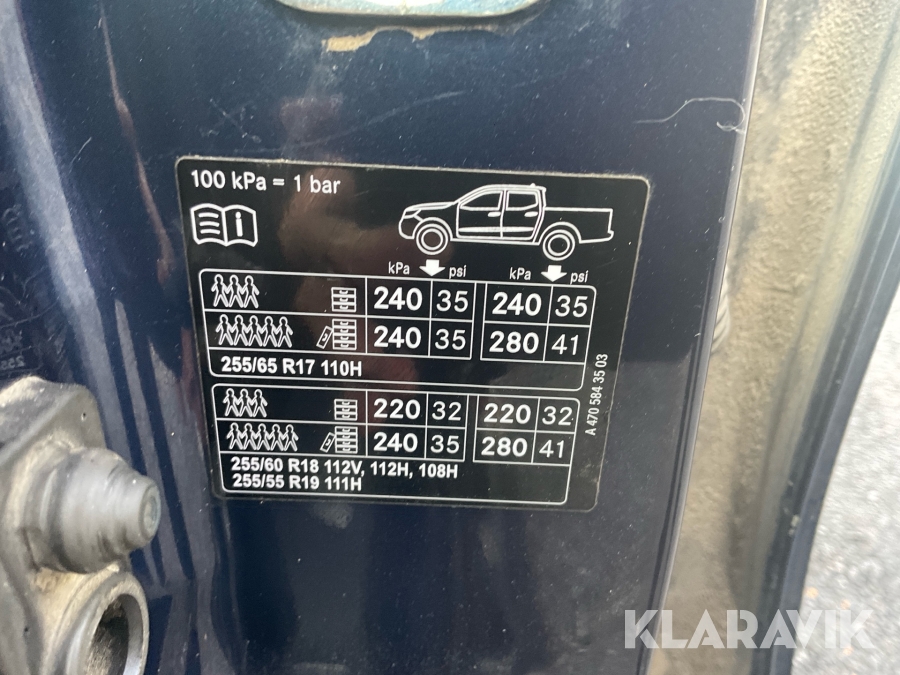 100 kPa = 1 bar
kPa psi kPa psi
240 35 240 35
240 35 280 41
255/65 R17 110H
220 32 220 32
240 35 280 41
255/60 R18 112V, 112H, 108H
255/55 R19 111H
A 470 584 35 03
KLARAVIK